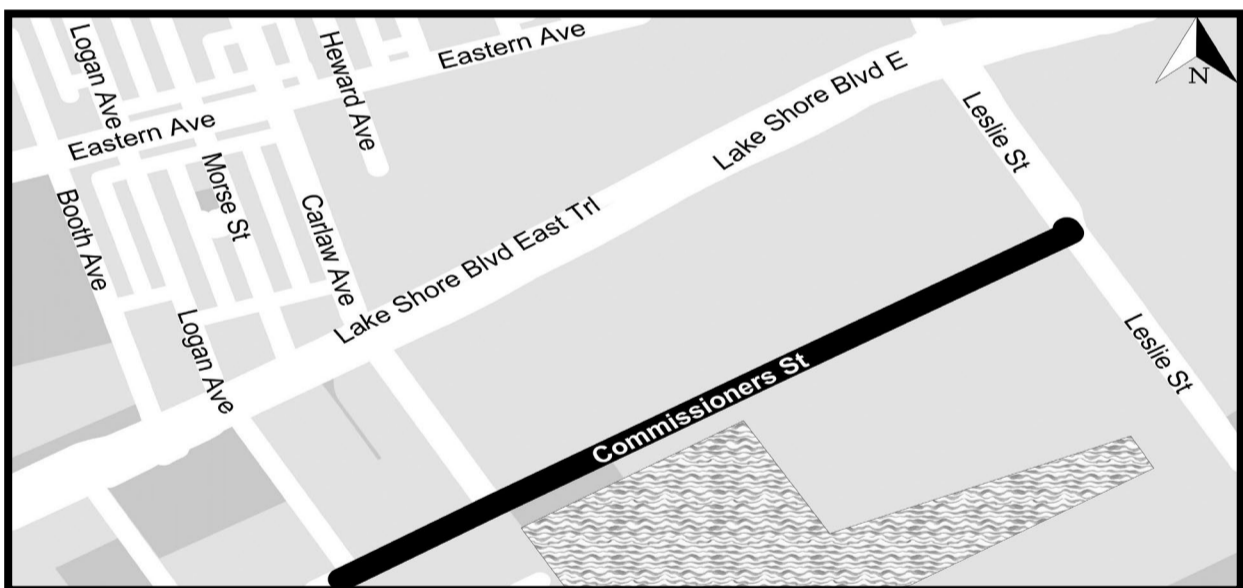 Logan Ave
Heward Ave
Eastern Ave
Lake Shore Blvd E
N
Leslie St
Eastern Ave
Morse St
Booth Ave
Carlaw Ave
Lake Shore Blvd East Trl
Logan Ave
Leslie St
Commissioners St